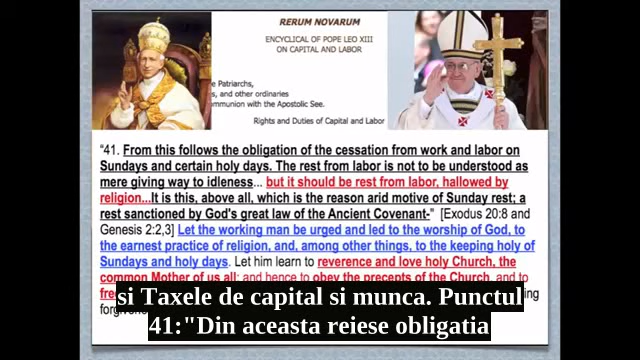 RERUM NOVARUM
ENCYCLICAL OF POPE LEO XIII
ON CAPITAL AND LABOR
e Patriarchs,
s, and other ordinaries
ommunion with the Apostolic See.
Rights and Duties of Capital and Labor
“41. From this follows the obligation of the cessation from work and labor on
Sundays and certain holy days. The rest from labor is not to be understood as
mere giving way to idleness... but it should be rest from labor, hallowed by
religion...It is this, above all, which is the reason arid motive of Sunday rest; a
rest sanctioned by God's great law of the Ancient Covenant-" [Exodus 20:8 and
Genesis 2:2,3] Let the working man be urged and led to the worship of God, to
the earnest practice of religion, and, among other things, to the keeping holy of
Sundays and holy days. Let him learn to reverence and love holy Church, the
common Mother of us all; and hence to obey the precepts of the Church, and to
si Taxele de capital si munca. Punctul
41:"Din aceasta reiese obligatia